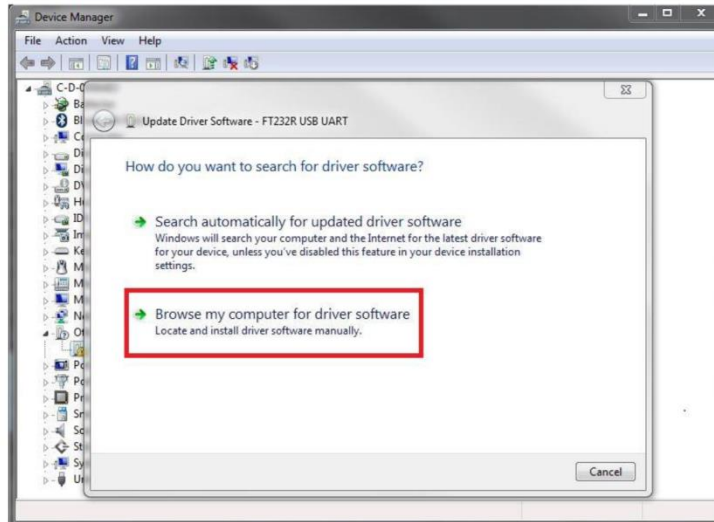 Device Manager
File Action View Help
Update Driver Software - FT232R USB UART
How do you want to search for driver software?
Search automatically for updated driver software
Windows will search your computer and the Internet for the latest driver software
for your device, unless you've disabled this feature in your device installation
settings.
Browse my computer for driver software
Locate and install driver software manually.
Cancel